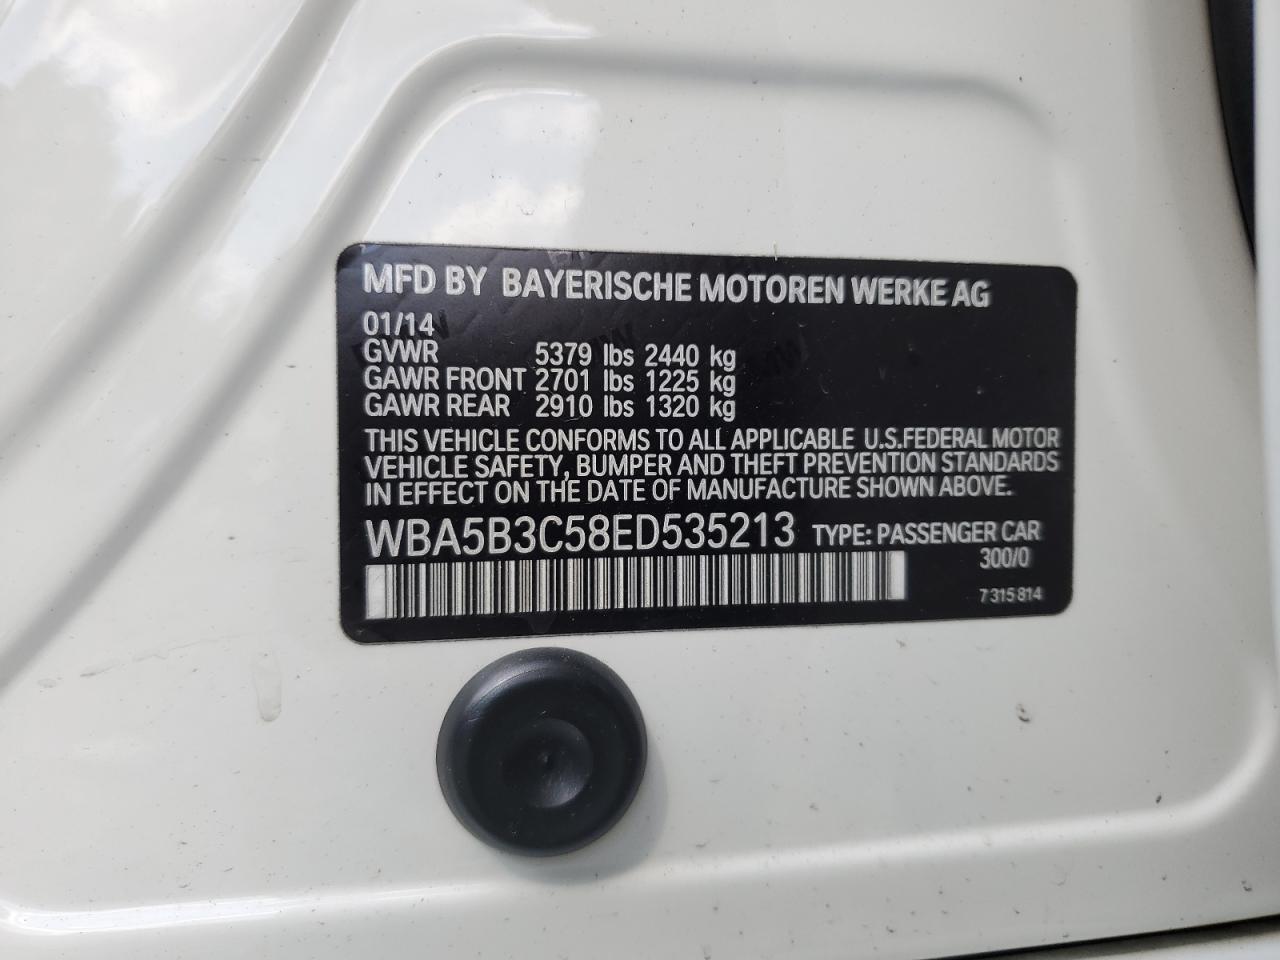 MFD BY BAYERISCHE MOTOREN WERKE AG
01/14
GVWR 5379 lbs 2440 kg
GAWR FRONT 2701 lbs 1225 kg
GAWR REAR 2910 lbs 1320 kg
THIS VEHICLE CONFORMS TO ALL APPLICABLE U.S.FEDERAL MOTOR
VEHICLE SAFETY, BUMPER AND THEFT PREVENTION STANDARDS
IN EFFECT ON THE DATE OF MANUFACTURE SHOWN ABOVE.
WBA5B3C58ED535213 TYPE: PASSENGER CAR
300/0
7 315 814